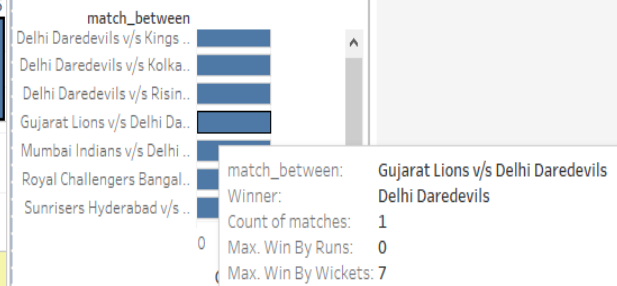 match_between
Delhi Daredevils v/s Kings ..
Delhi Daredevils v/s Kolka..
Delhi Daredevils v/s Risin..
Gujarat Lions v/s Delhi Da..
Mumbai Indians v/s Delhi ..
Royal Challengers Bangal..
Sunrisers Hyderabad v/s ..
0
match_between: Gujarat Lions v/s Delhi Daredevils
Winner: Delhi Daredevils
Count of matches: 1
Max. Win By Runs: 0
Max. Win By Wickets: 7